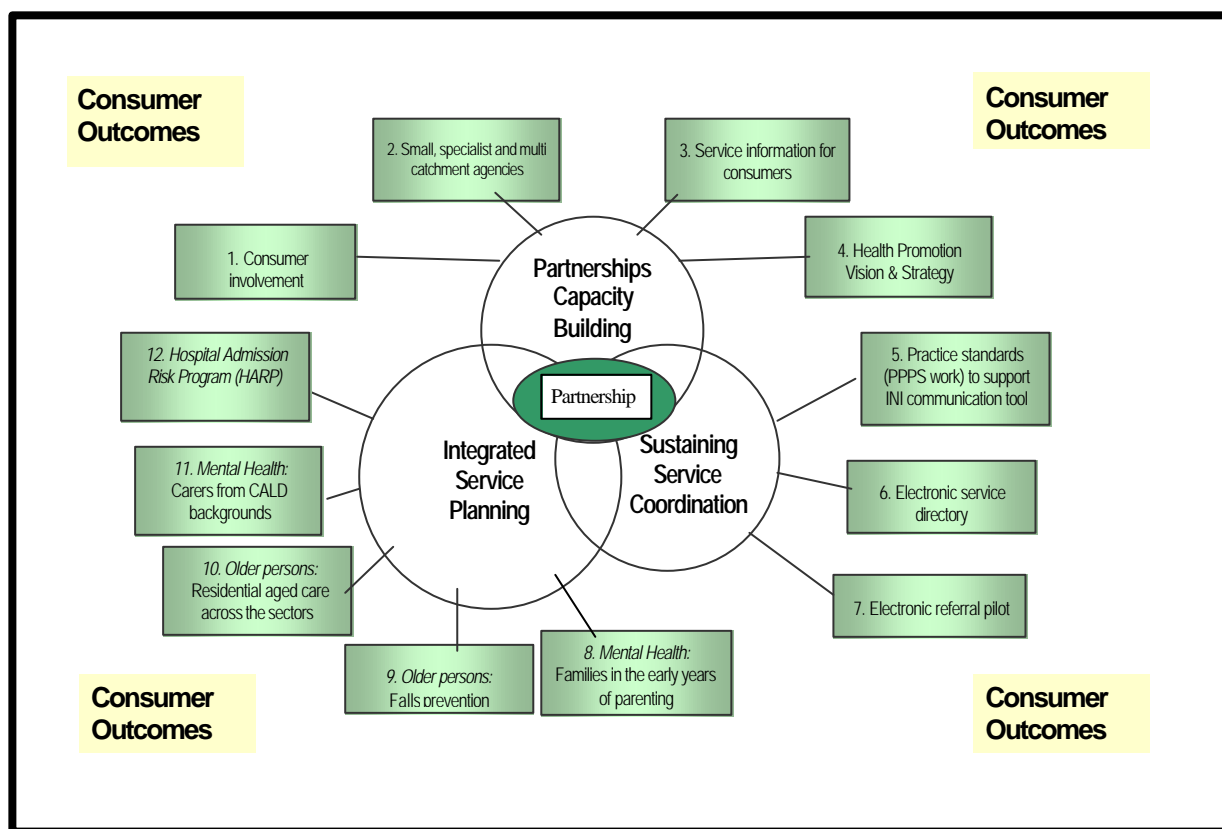 Consumer
Outcomes
Consumer
Outcomes
2. Small, specialist and multi
catchment agencies
3. Service information for
consumers
1. Consumer
involvement
4. Health Promotion
Vision & Strategy
Partnerships
Capacity
Building
12. Hospital Admission
Risk Program (HARP)
5. Practice standards
(PPPS work) to support
INI communication tool
Partnership
11. Mental Health:
Carers from CALD
backgrounds
Integrated
Service
Planning
Sustaining
Service
Coordination
6. Electronic service
directory
10. Older persons:
Residential aged care
across the sectors
7. Electronic referral pilot
9. Older persons:
Falls prevention
8. Mental Health:
Families in the early years
of parenting
Consumer
Outcomes
Consumer
Outcomes